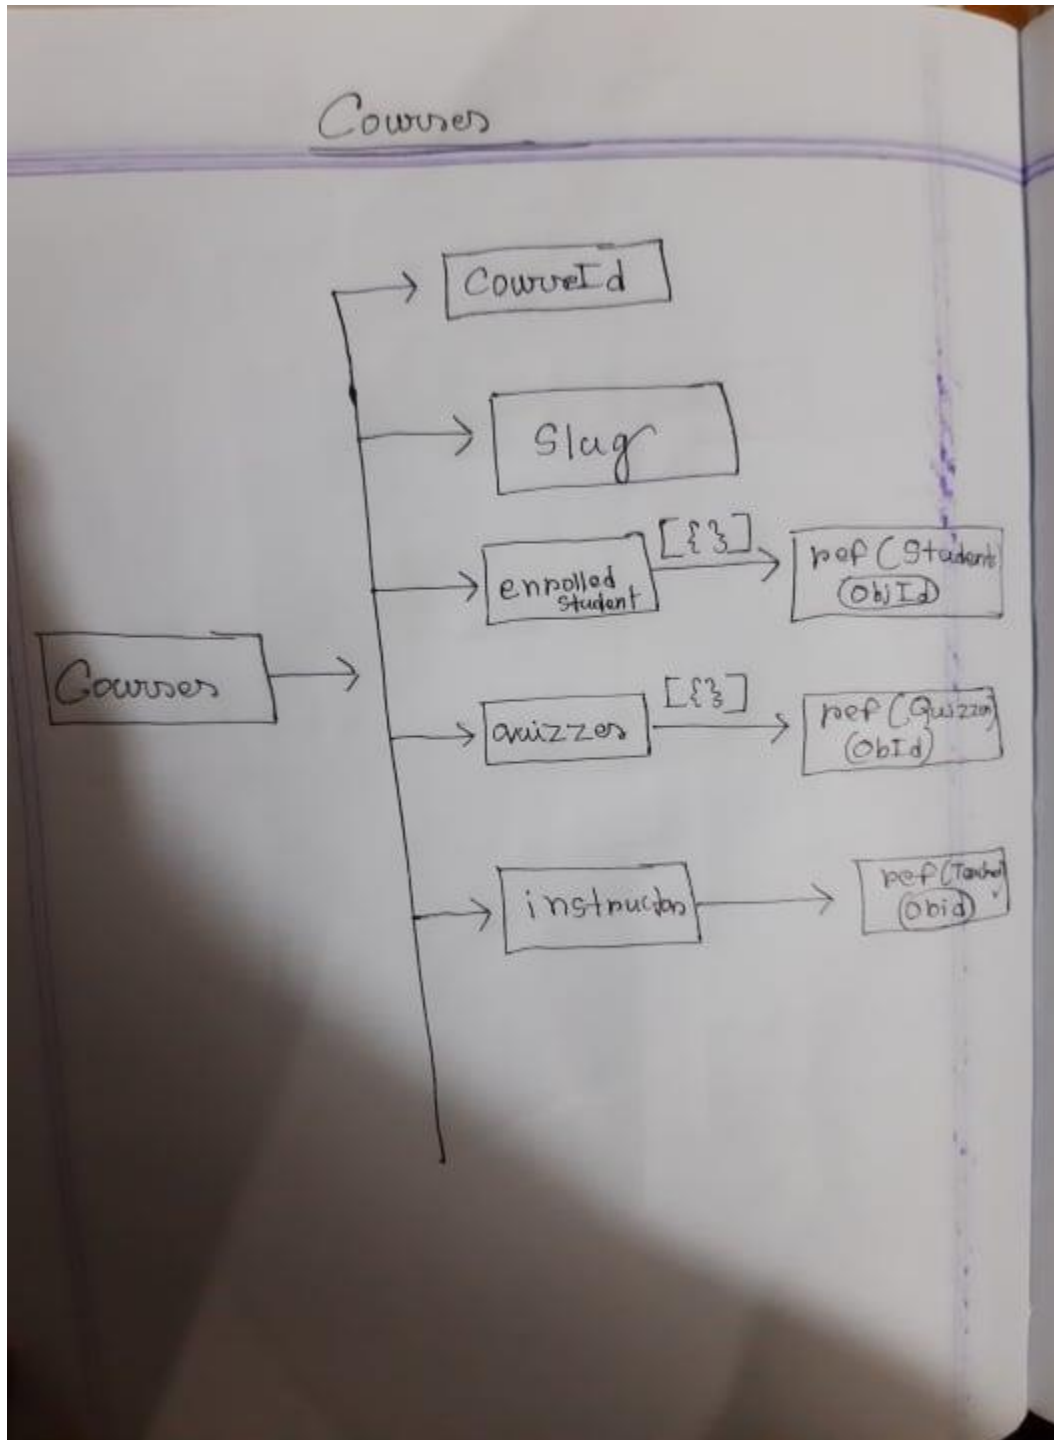 Courses
CourseId
Slug
[{}]
enrolled
student
ref (Student)
ObjId
Courses
[{}]
quizzes
ref (Quizzes)
(ObId)
instructor
ref (Teacher)
Obid